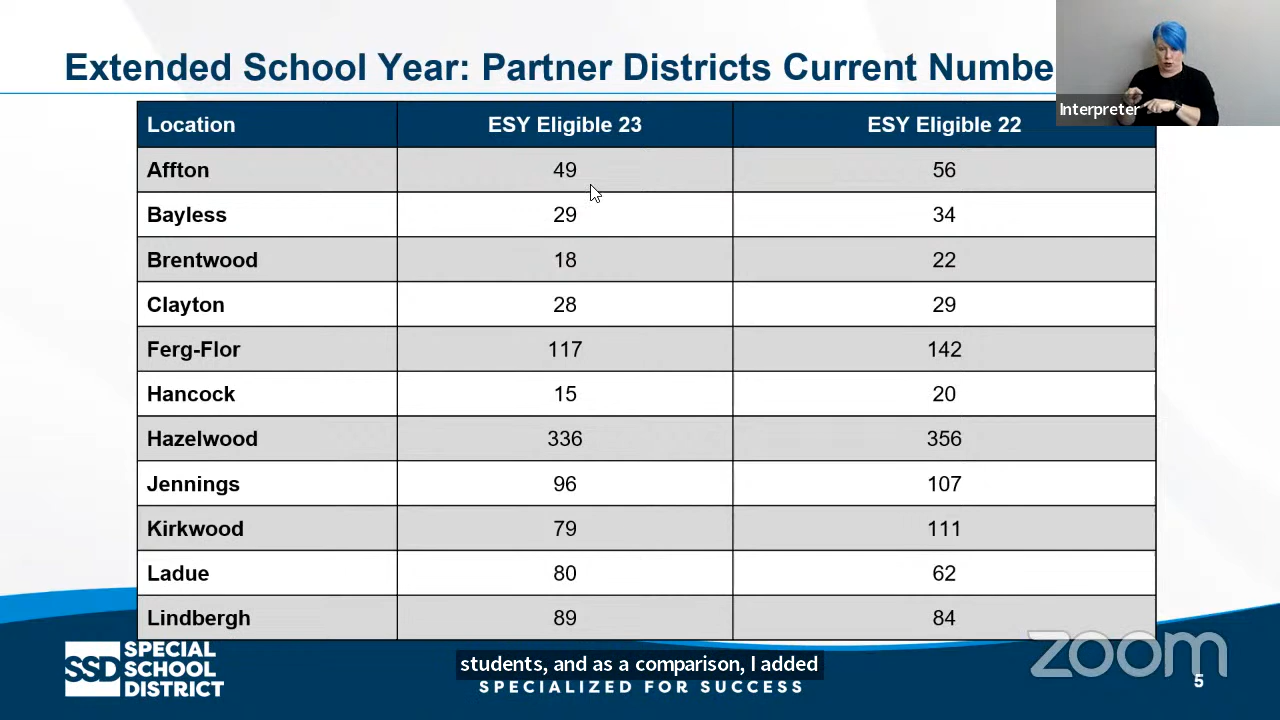 Extended School Year: Partner Districts Current Numbe
Interpreter
Location ESY Eligible 23 ESY Eligible 22
Affton 49 56
Bayless 29 34
Brentwood 18 22
Clayton 28 29
Ferg-Flor 117 142
Hancock 15 20
Hazelwood 336 356
Jennings 96 107
Kirkwood 79 111
Ladue 80 62
Lindbergh 89 84
SSD SPECIAL
SCHOOL
DISTRICT
students, and as a comparison, I added
SPECIALIZED FOR SUCCESS
zoom
5